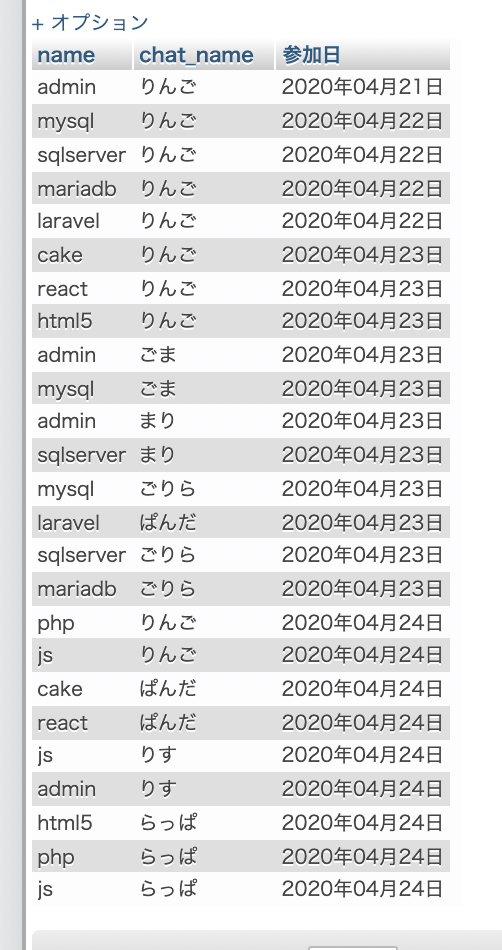 + オプション
name chat_name 参加日
admin りんご 2020年04月21日
mysql りんご 2020年04月22日
sqlserver りんご 2020年04月22日
mariadb りんご 2020年04月22日
laravel りんご 2020年04月22日
cake りんご 2020年04月23日
react りんご 2020年04月23日
html5 りんご 2020年04月23日
admin ごま 2020年04月23日
mysql ごま 2020年04月23日
admin まり 2020年04月23日
sqlserver まり 2020年04月23日
mysql ごりら 2020年04月23日
laravel ぱんだ 2020年04月23日
sqlserver ごりら 2020年04月23日
mariadb ごりら 2020年04月23日
php りんご 2020年04月24日
js りんご 2020年04月24日
cake ぱんだ 2020年04月24日
react ぱんだ 2020年04月24日
js りす 2020年04月24日
admin りす 2020年04月24日
html5 らっぱ 2020年04月24日
php らっぱ 2020年04月24日
js らっぱ 2020年04月24日